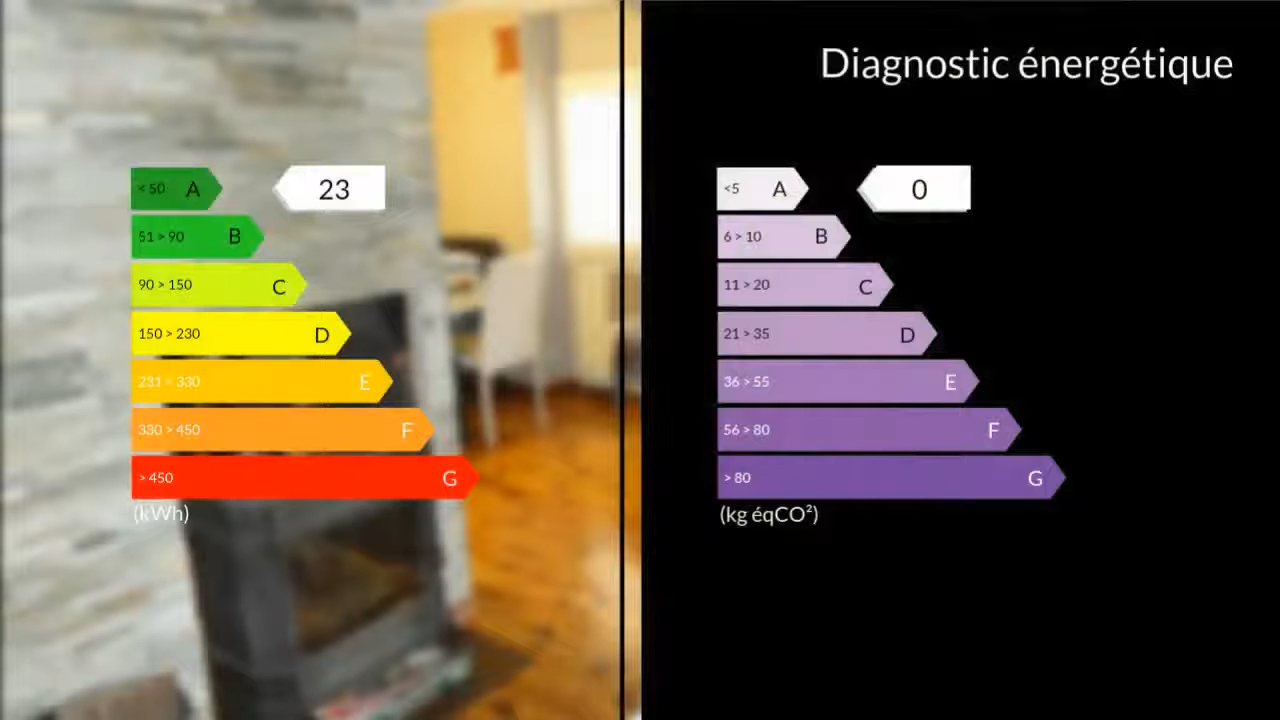 Diagnostic énergétique
< 50 A 23
51 > 90 B
90 > 150 C
150 > 230 D
231 > 330 E
330 > 450 F
> 450 G
(kWh)
<5 A 0
6 > 10 B
11 > 20 C
21 > 35 D
36 > 55 E
56 > 80 F
> 80 G
(kg éqCO²)